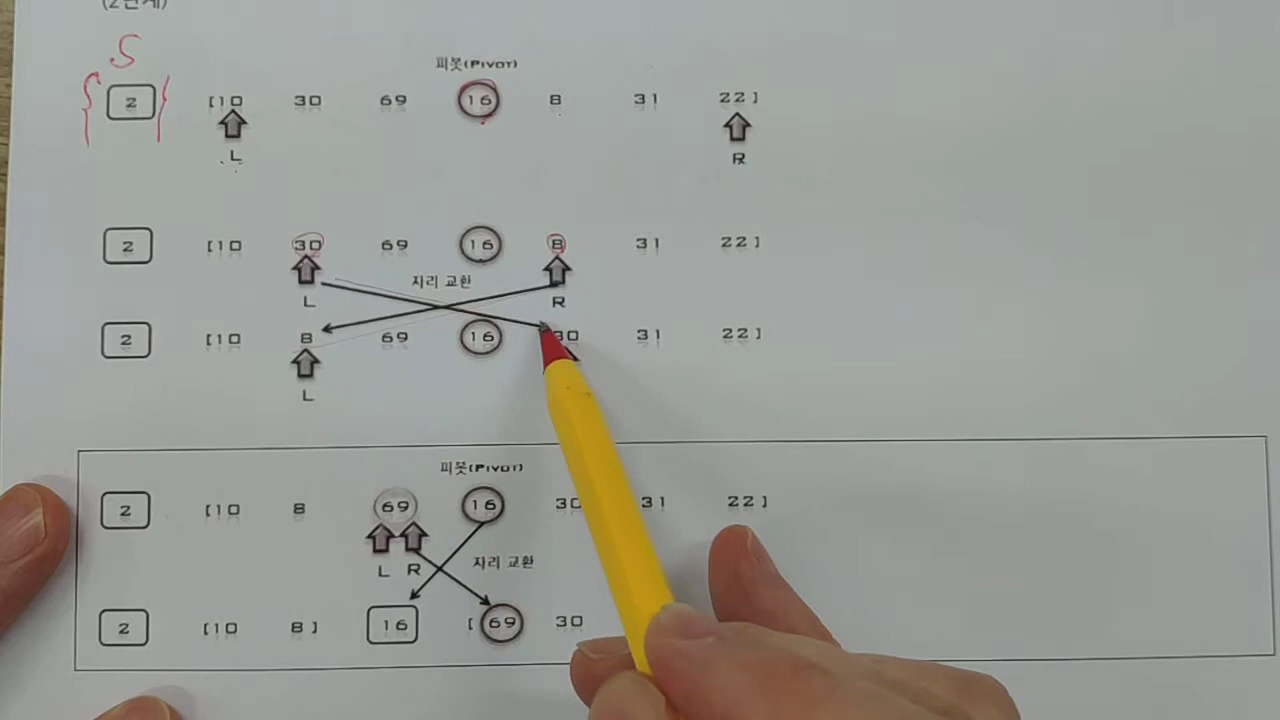 (2단계)
S
피봇(PIVOT)
2 [10 30 69 16 8 31 22]
L R
2 [10 30 69 16 8 31 22]
자리 교환
L R
2 [10 8 69 16 30 31 22]
L
피봇(PIVOT)
2 [10 8 69 16 30 31 22]
L R 자리 교환
2 [10 8] 16 [69 30